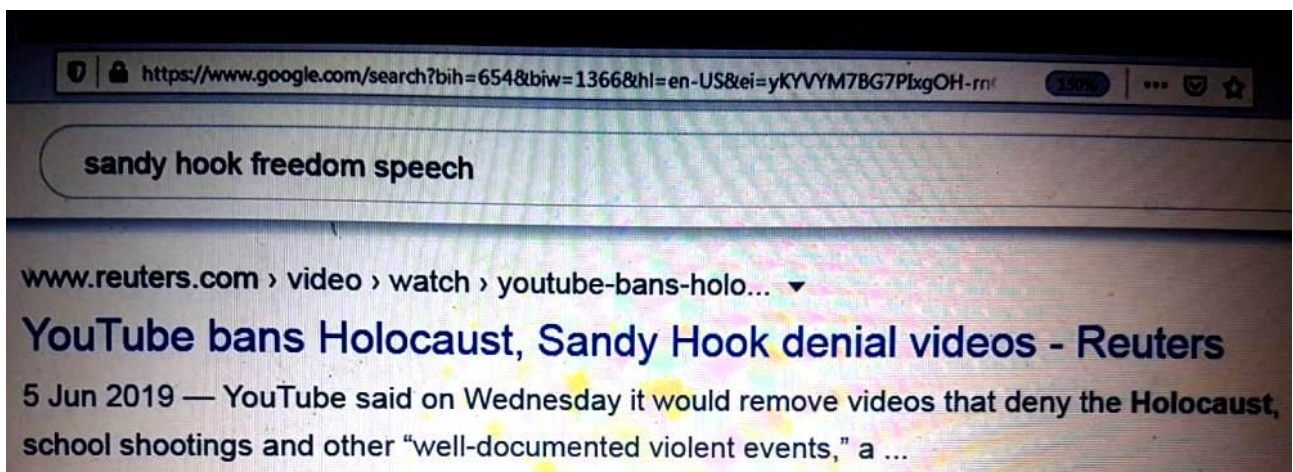 https://www.google.com/search?bih=654&biw=1366&hl=en-US&ei=yKYVYM7BG7PIxgOH-rn
150%
sandy hook freedom speech
www.reuters.com › video › watch › youtube-bans-holo...
YouTube bans Holocaust, Sandy Hook denial videos - Reuters
5 Jun 2019 — YouTube said on Wednesday it would remove videos that deny the Holocaust,
school shootings and other “well-documented violent events,” a ...